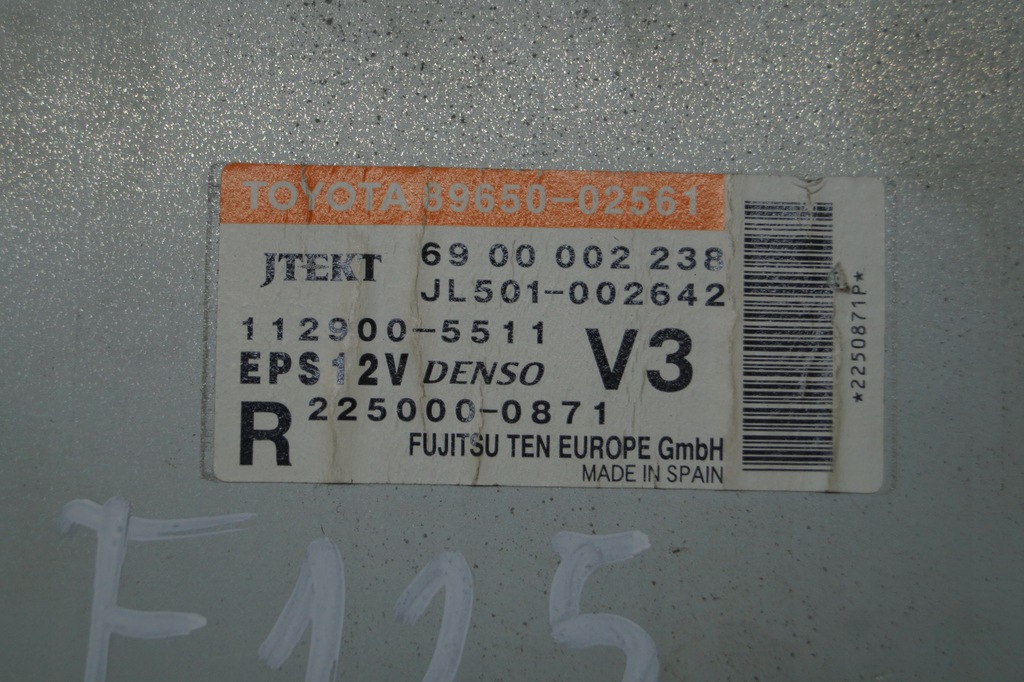 TOYOTA 89650-02561
JTEKT 69 00 002 238
JL501-002642
112900-5511
EPS12V DENSO V3
R 225000-0871
FUJITSU TEN EUROPE GmbH
MADE IN SPAIN
*2250871P*
F115